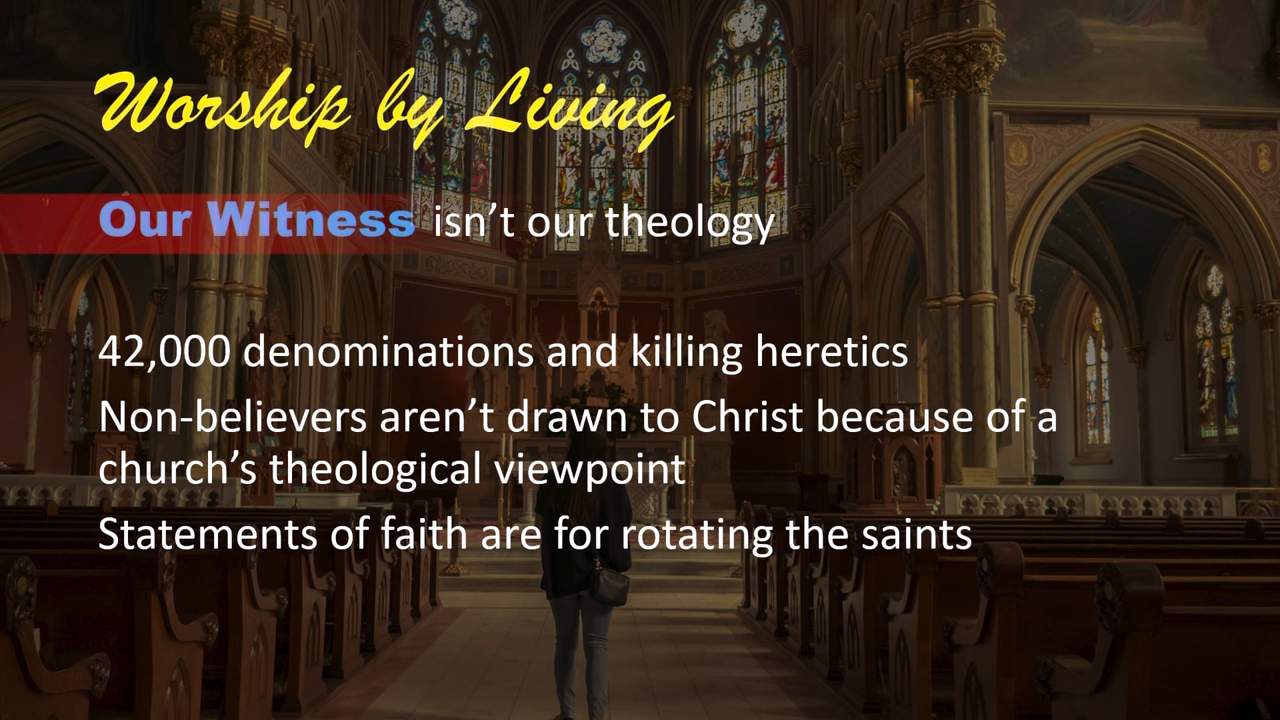 Worship by Living
Our Witness isn’t our theology
42,000 denominations and killing heretics
Non-believers aren’t drawn to Christ because of a
church’s theological viewpoint
Statements of faith are for rotating the saints